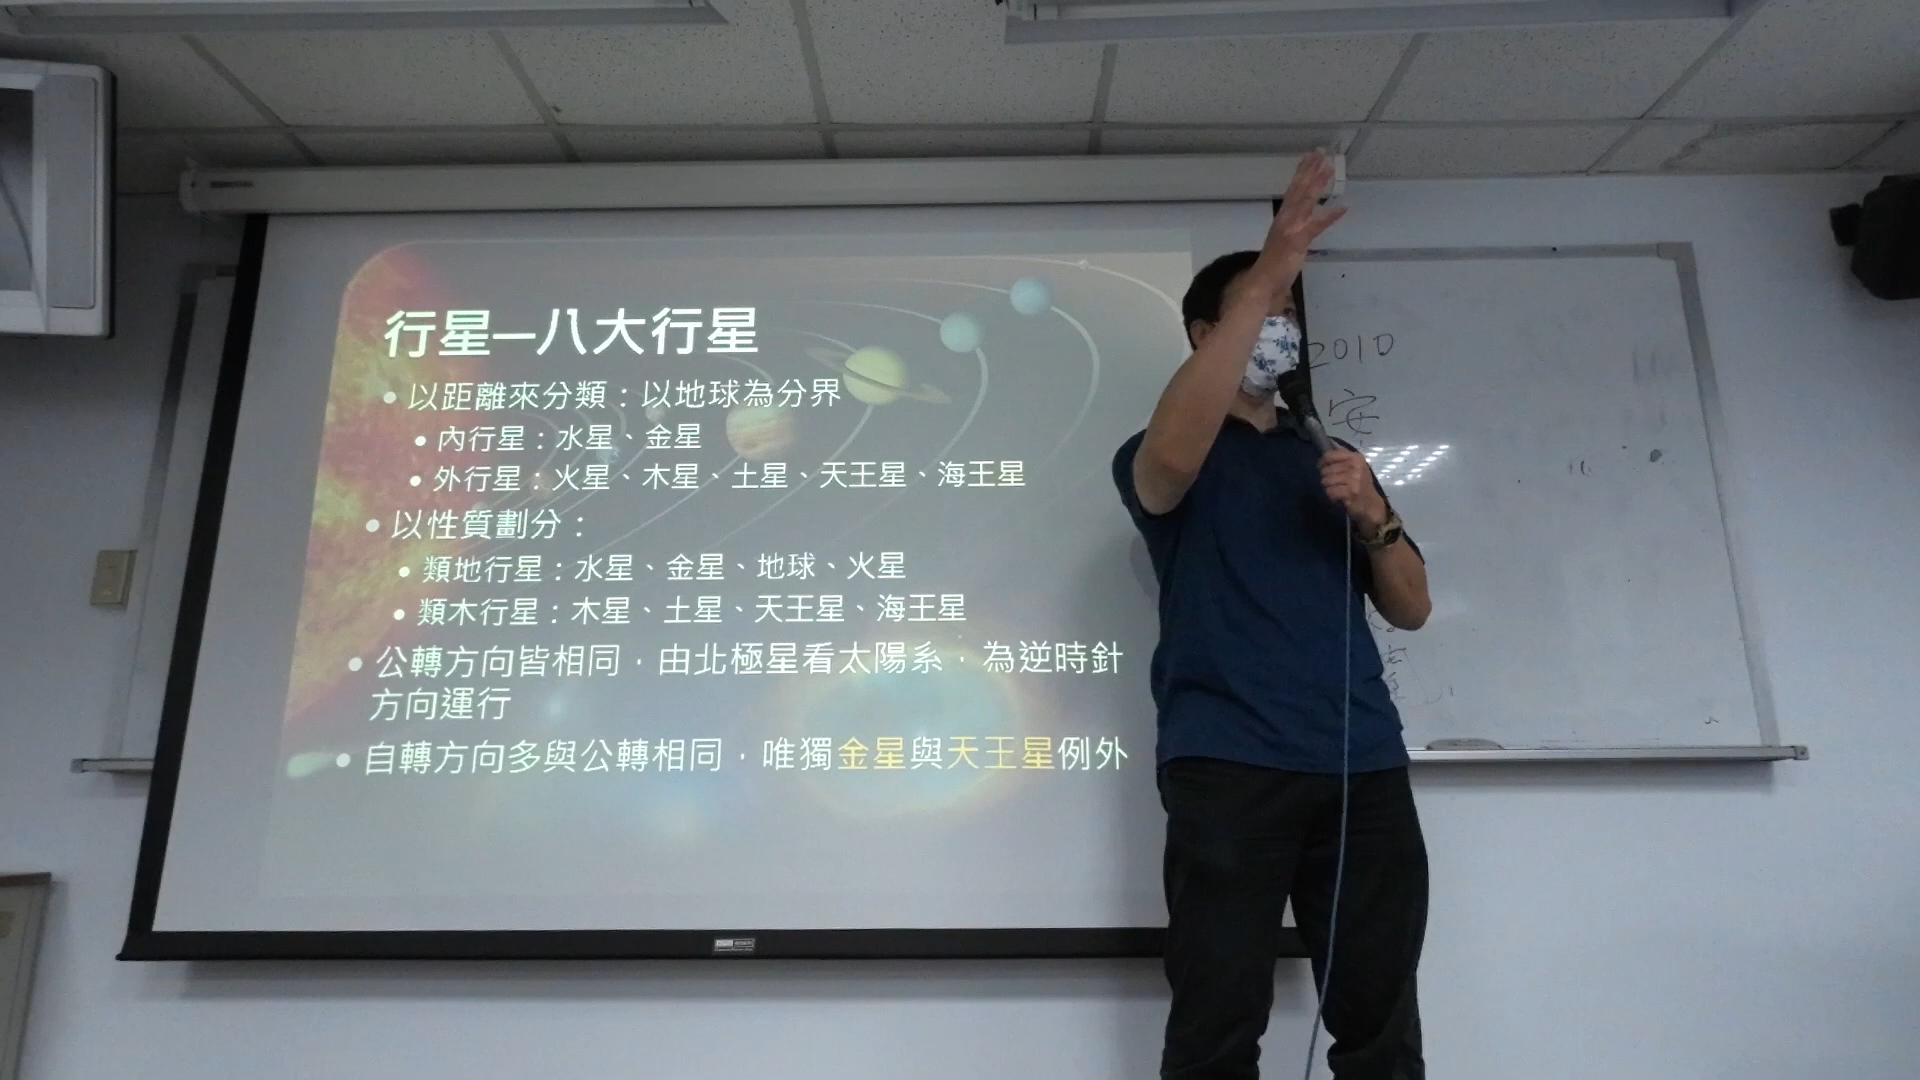 行星—八大行星
• 以距離來分類：以地球為分界
• 內行星：水星、金星
• 外行星：火星、木星、土星、天王星、海王星
• 以性質劃分：
• 類地行星：水星、金星、地球、火星
• 類木行星：木星、土星、天王星、海王星
• 公轉方向皆相同，由北極星看太陽系，為逆時針
方向運行
• 自轉方向多與公轉相同，唯獨金星與天王星例外
2010
安